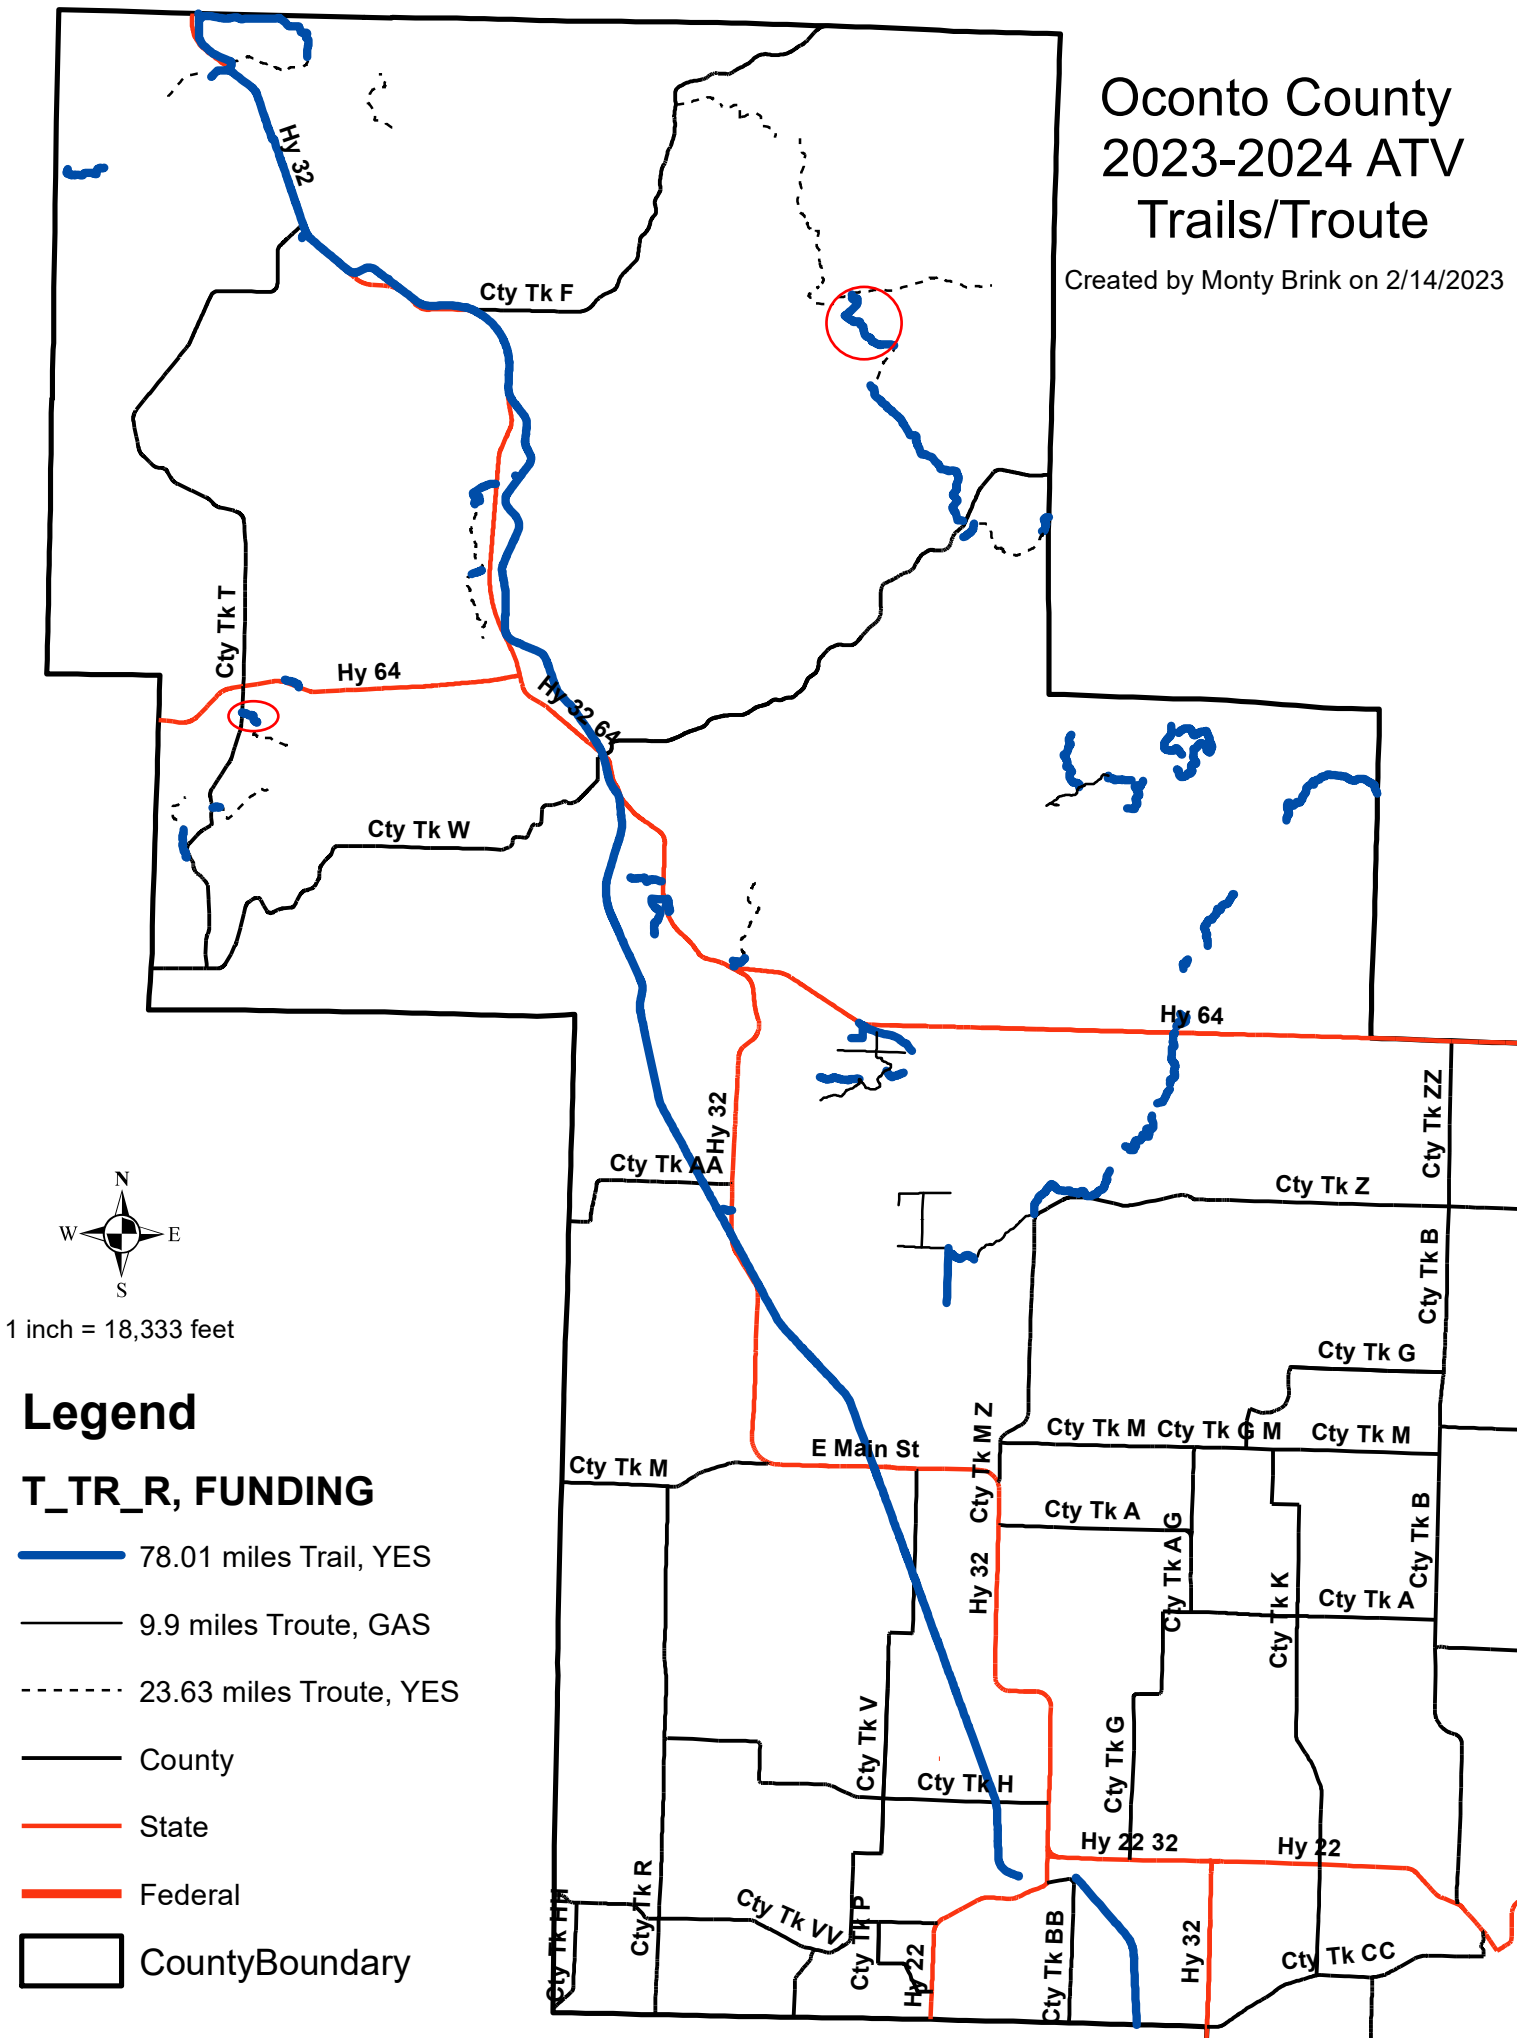 Oconto County
2023-2024 ATV
Trails/Troute
Created by Monty Brink on 2/14/2023
Hy 32
Cty Tk F
Cty Tk T
Hy 64
Hy 32 64
Cty Tk W
Hy 64
Hy 32
Cty Tk AA
Cty Tk ZZ
Cty Tk Z
Cty Tk B
N
W E
S
1 inch = 18,333 feet
Cty Tk G
Cty Tk M Z
Cty Tk M
Cty Tk G M
Cty Tk M
E Main St
Cty Tk M
Cty Tk A
Cty Tk A G
Cty Tk B
Hy 32
Cty Tk K
Cty Tk A
Cty Tk V
Cty Tk G
Cty Tk H
Hy 22 32
Hy 22
Cty Tk HH
Cty Tk R
Cty Tk VV
Cty Tk P
Hy 22
Cty Tk BB
Hy 32
Cty Tk CC
Legend
T_TR_R, FUNDING
78.01 miles Trail, YES
9.9 miles Troute, GAS
23.63 miles Troute, YES
County
State
Federal
CountyBoundary